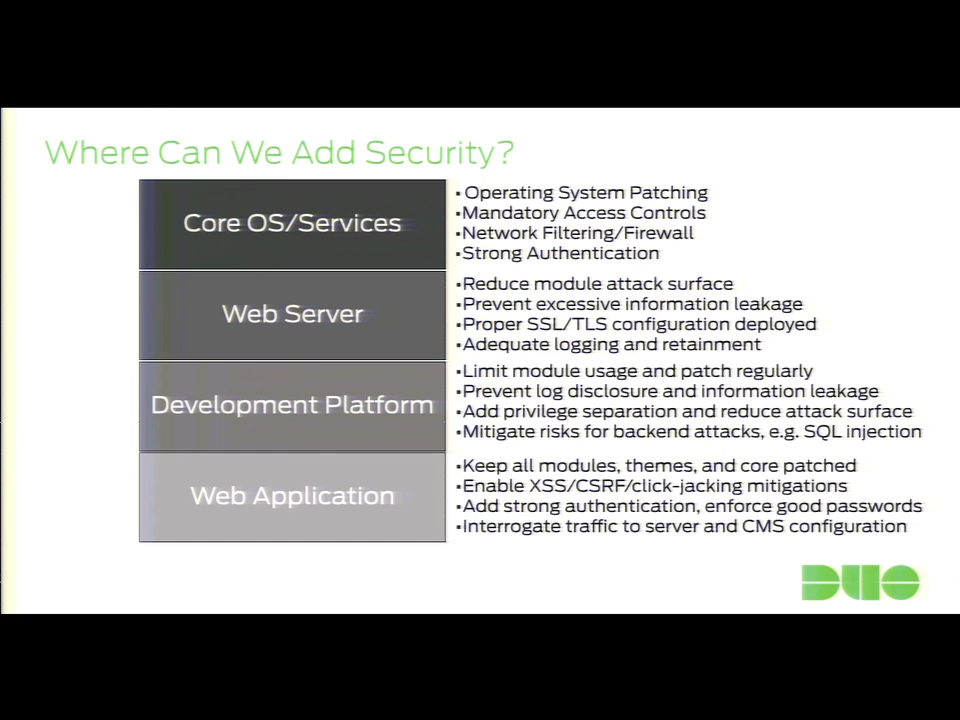 Where Can We Add Security?
Core OS/Services
▪ Operating System Patching
▪Mandatory Access Controls
▪Network Filtering/Firewall
▪Strong Authentication
Web Server
▪Reduce module attack surface
▪Prevent excessive information leakage
▪Proper SSL/TLS configuration deployed
▪Adequate logging and retainment
Development Platform
▪Limit module usage and patch regularly
▪Prevent log disclosure and information leakage
▪Add privilege separation and reduce attack surface
▪Mitigate risks for backend attacks, e.g. SQL injection
Web Application
▪Keep all modules, themes, and core patched
▪Enable XSS/CSRF/click-jacking mitigations
▪Add strong authentication, enforce good passwords
▪Interrogate traffic to server and CMS configuration
DUO